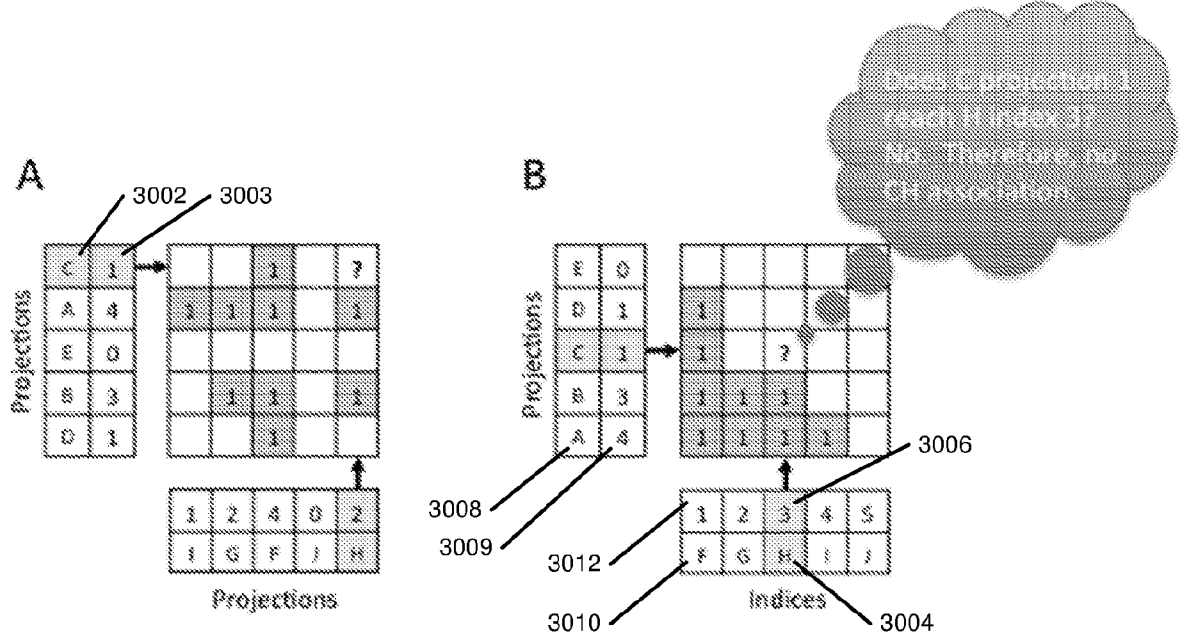 Does C projection 1
reach H index 3?
No. Therefore, no
CH association.
A
3002
3003
Projections
C 1 1 ?
A 4 1 1 1 1
E 0
B 3 1 1 1
D 1 1
1 2 4 0 2
I G F J H
Projections
B
Projections
E 0
D 1 1
C 1 1 ?
B 3 1 1 1
A 4 1 1 1 1
3006
3008
3009
1 2 3 4 5
F G H I J
3012
3010
Indices
3004